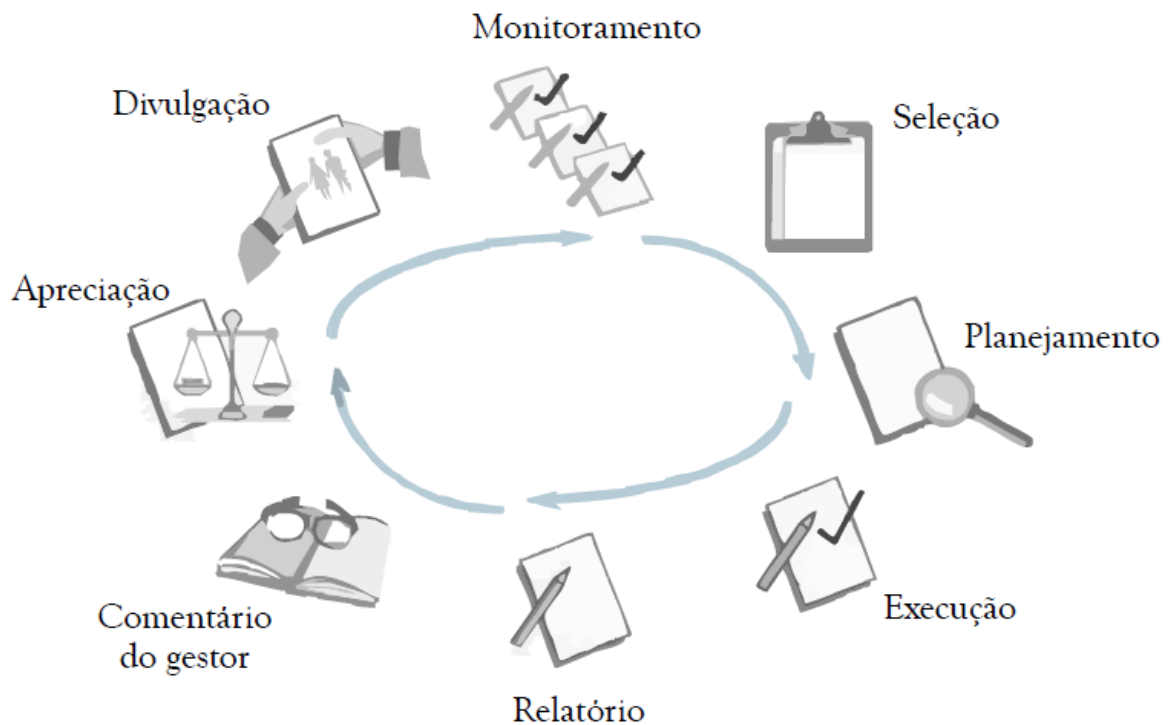 Monitoramento
Divulgação
Seleção
Apreciação
Planejamento
Execução
Comentário
do gestor
Relatório